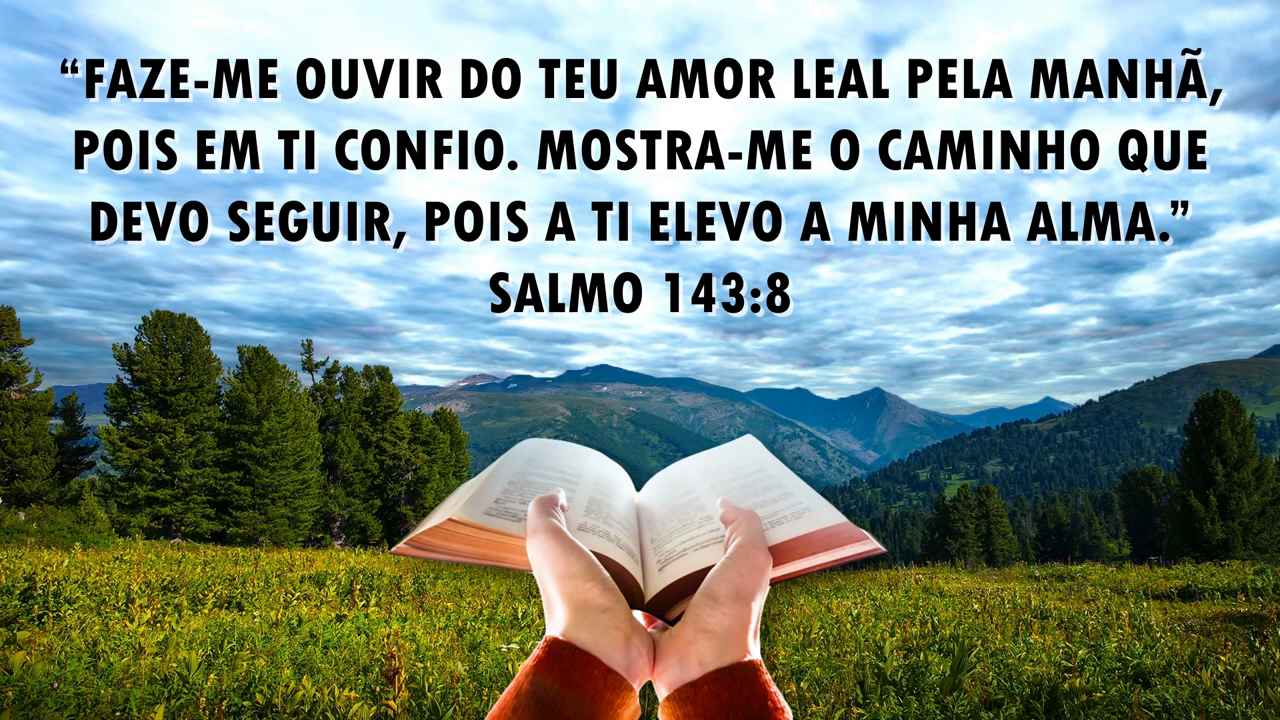 “FAZE-ME OUVIR DO TEU AMOR LEAL PELA MANHÃ,
POIS EM TI CONFIO. MOSTRA-ME O CAMINHO QUE
DEVO SEGUIR, POIS A TI ELEVO A MINHA ALMA.”
SALMO 143:8